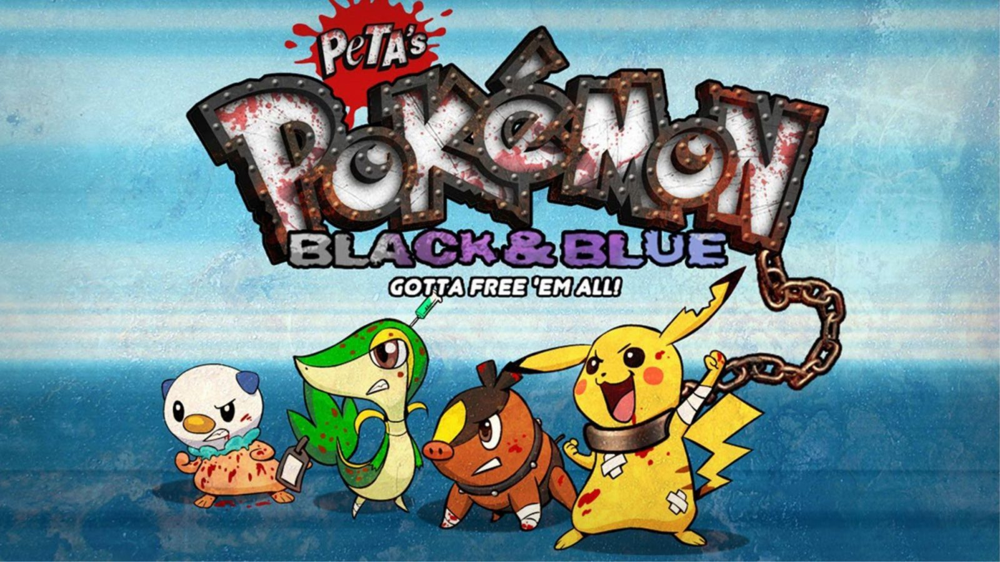 PeTA's
POKéMON
BLACK & BLUE
GOTTA FREE 'EM ALL!